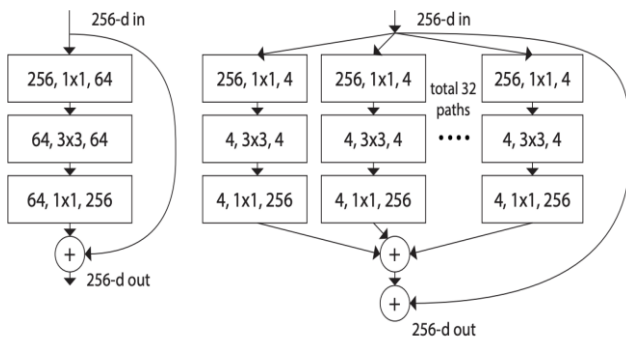 256-d in
256, 1x1, 64
64, 3x3, 64
64, 1x1, 256
+
256-d out
256-d in
256, 1x1, 4
256, 1x1, 4
256, 1x1, 4
total 32
paths
4, 3x3, 4
4, 3x3, 4
....
4, 3x3, 4
4, 1x1, 256
4, 1x1, 256
4, 1x1, 256
+
+
256-d out